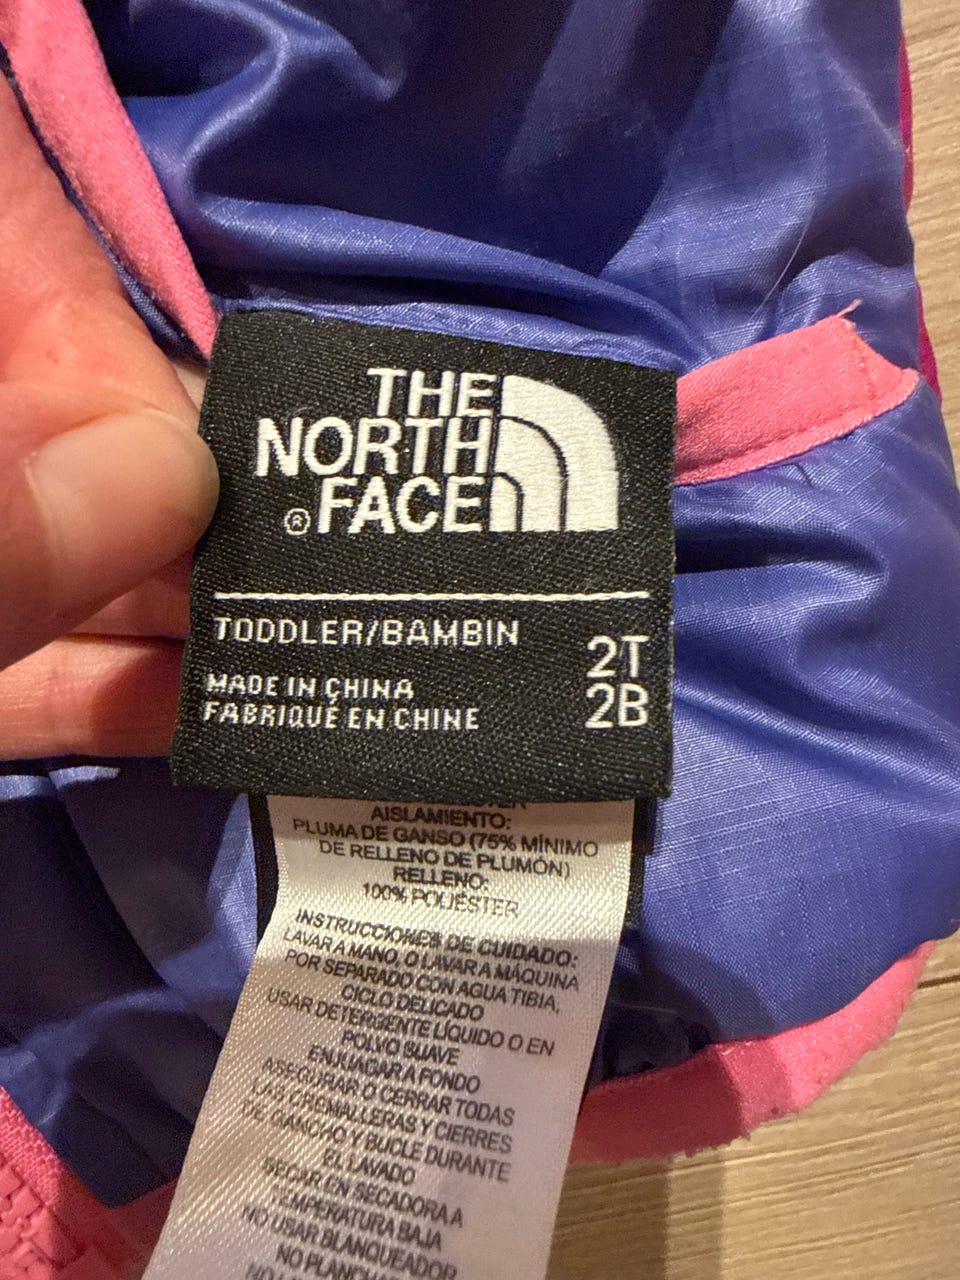 THE
NORTH
FACE
®
TODDLER/BAMBIN
2T
2B
MADE IN CHINA
FABRIQUÉ EN CHINE
AISLAMIENTO:
PLUMA DE GANSO (75% MÍNIMO
DE RELLENO DE PLUMÓN)
RELLENO:
100% POLIÉSTER
INSTRUCCIONES DE CUIDADO:
LAVAR A MANO, O LAVAR A MÁQUINA
POR SEPARADO CON AGUA TIBIA,
CICLO DELICADO
USAR DETERGENTE LÍQUIDO O EN
POLVO SUAVE
ENJUAGAR A FONDO
ASEGURAR O CERRAR TODAS
LAS CREMALLERAS Y CIERRES
DE GANCHO Y BUCLE DURANTE
EL LAVADO
SECAR EN SECADORA A
TEMPERATURA BAJA
NO USAR BLANQUEADOR
NO PLANCHAR